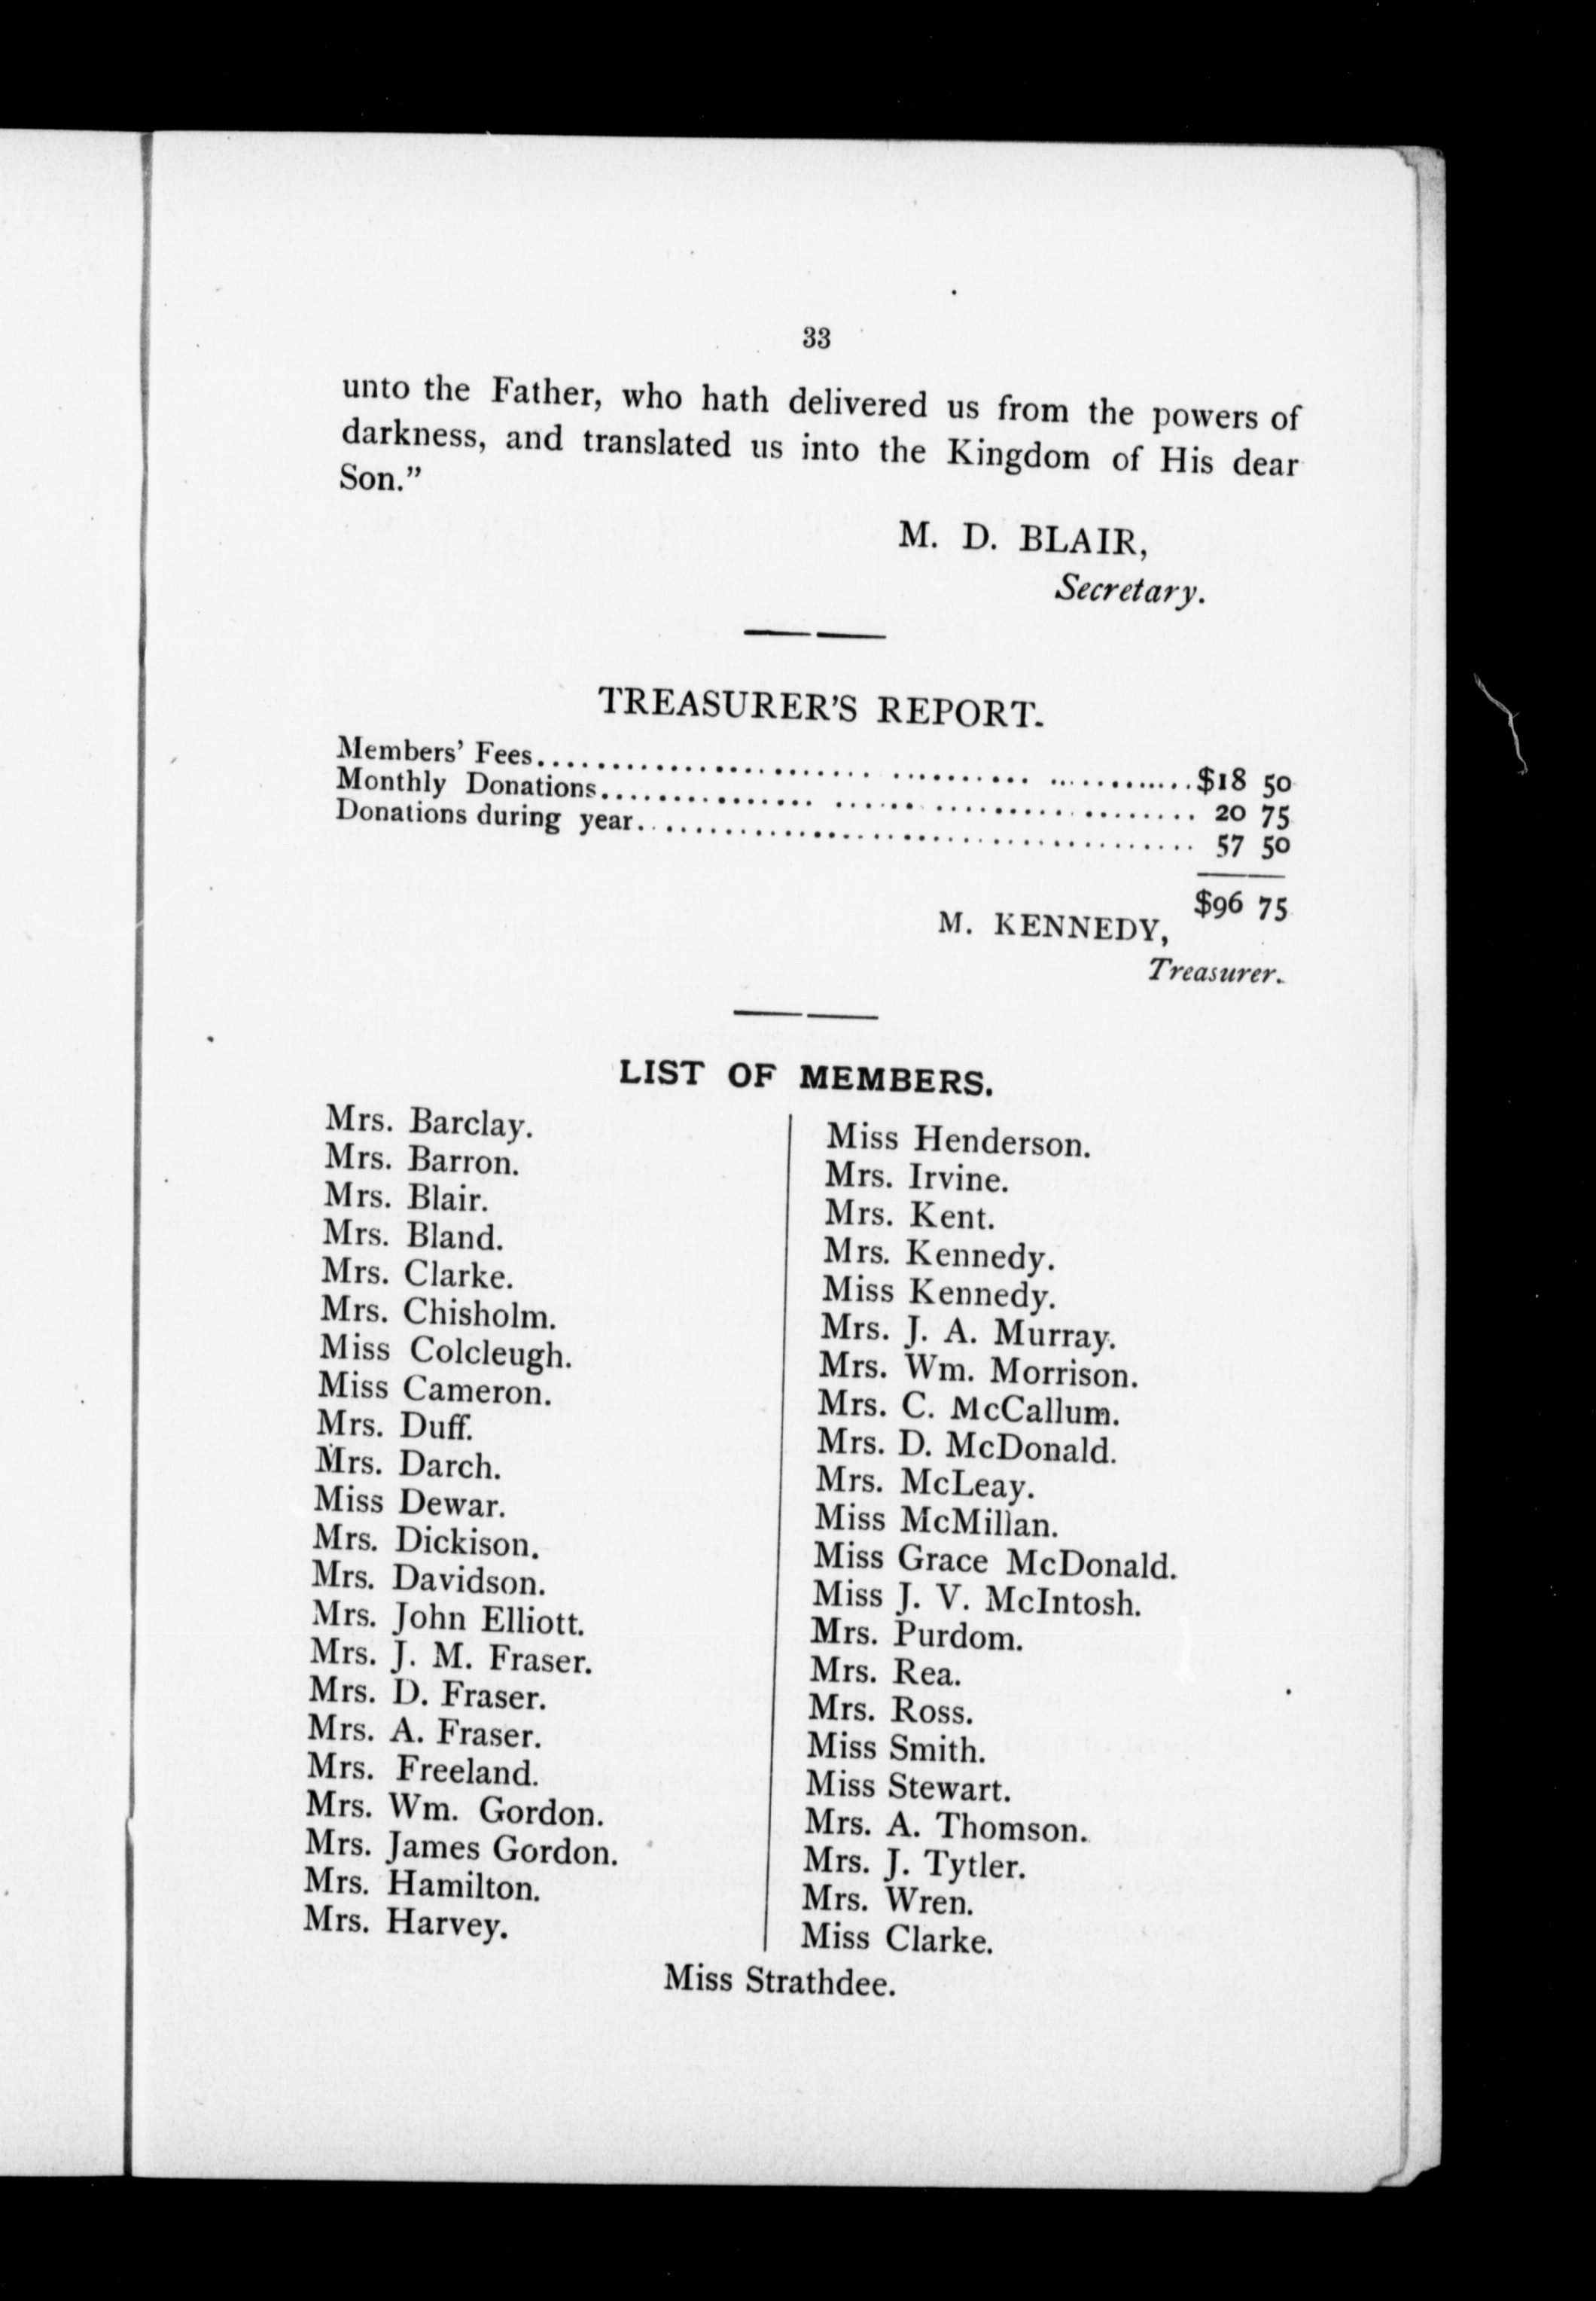 33
unto the Father, who hath delivered us from the powers of
darkness, and translated us into the Kingdom of His dear
Son.”
M. D. BLAIR,
Secretary.
TREASURER'S REPORT.
Members' Fees........................................$18 50
Monthly Donations........................................ 20 75
Donations during year........................................ 57 50
$96 75
M. KENNEDY,
Treasurer.
LIST OF MEMBERS.
Mrs. Barclay.
Mrs. Barron.
Mrs. Blair.
Mrs. Bland.
Mrs. Clarke.
Mrs. Chisholm.
Miss Colcleugh.
Miss Cameron.
Mrs. Duff.
Mrs. Darch.
Miss Dewar.
Mrs. Dickison.
Mrs. Davidson.
Mrs. John Elliott.
Mrs. J. M. Fraser.
Mrs. D. Fraser.
Mrs. A. Fraser.
Mrs. Freeland.
Mrs. Wm. Gordon.
Mrs. James Gordon.
Mrs. Hamilton.
Mrs. Harvey.
Miss Henderson.
Mrs. Irvine.
Mrs. Kent.
Mrs. Kennedy.
Miss Kennedy.
Mrs. J. A. Murray.
Mrs. Wm. Morrison.
Mrs. C. McCallum.
Mrs. D. McDonald.
Mrs. McLeay.
Miss McMillan.
Miss Grace McDonald.
Miss J. V. McIntosh.
Mrs. Purdom.
Mrs. Rea.
Mrs. Ross.
Miss Smith.
Miss Stewart.
Mrs. A. Thomson.
Mrs. J. Tytler.
Mrs. Wren.
Miss Clarke.
Miss Strathdee.